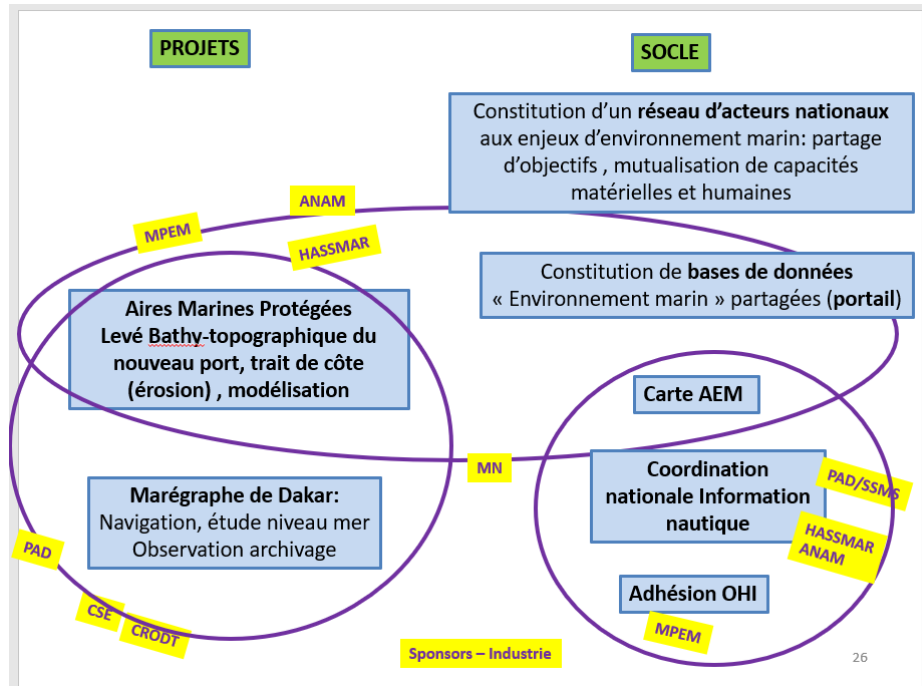 PROJETS
SOCLE
Constitution d’un réseau d’acteurs nationaux
aux enjeux d’environnement marin: partage
d’objectifs , mutualisation de capacités
matérielles et humaines
ANAM
MPEM
HASSMAR
Constitution de bases de données
« Environnement marin » partagées (portail)
Aires Marines Protégées
Levé Bathy-topographique du
nouveau port, trait de côte
(érosion) , modélisation
Carte AEM
MN
Coordination
nationale Information
nautique
PAD/SSMS
HASSMAR
ANAM
Marégraphe de Dakar:
Navigation, étude niveau mer
Observation archivage
PAD
CSE
CRODT
Adhésion OHI
MPEM
Sponsors – Industrie
26